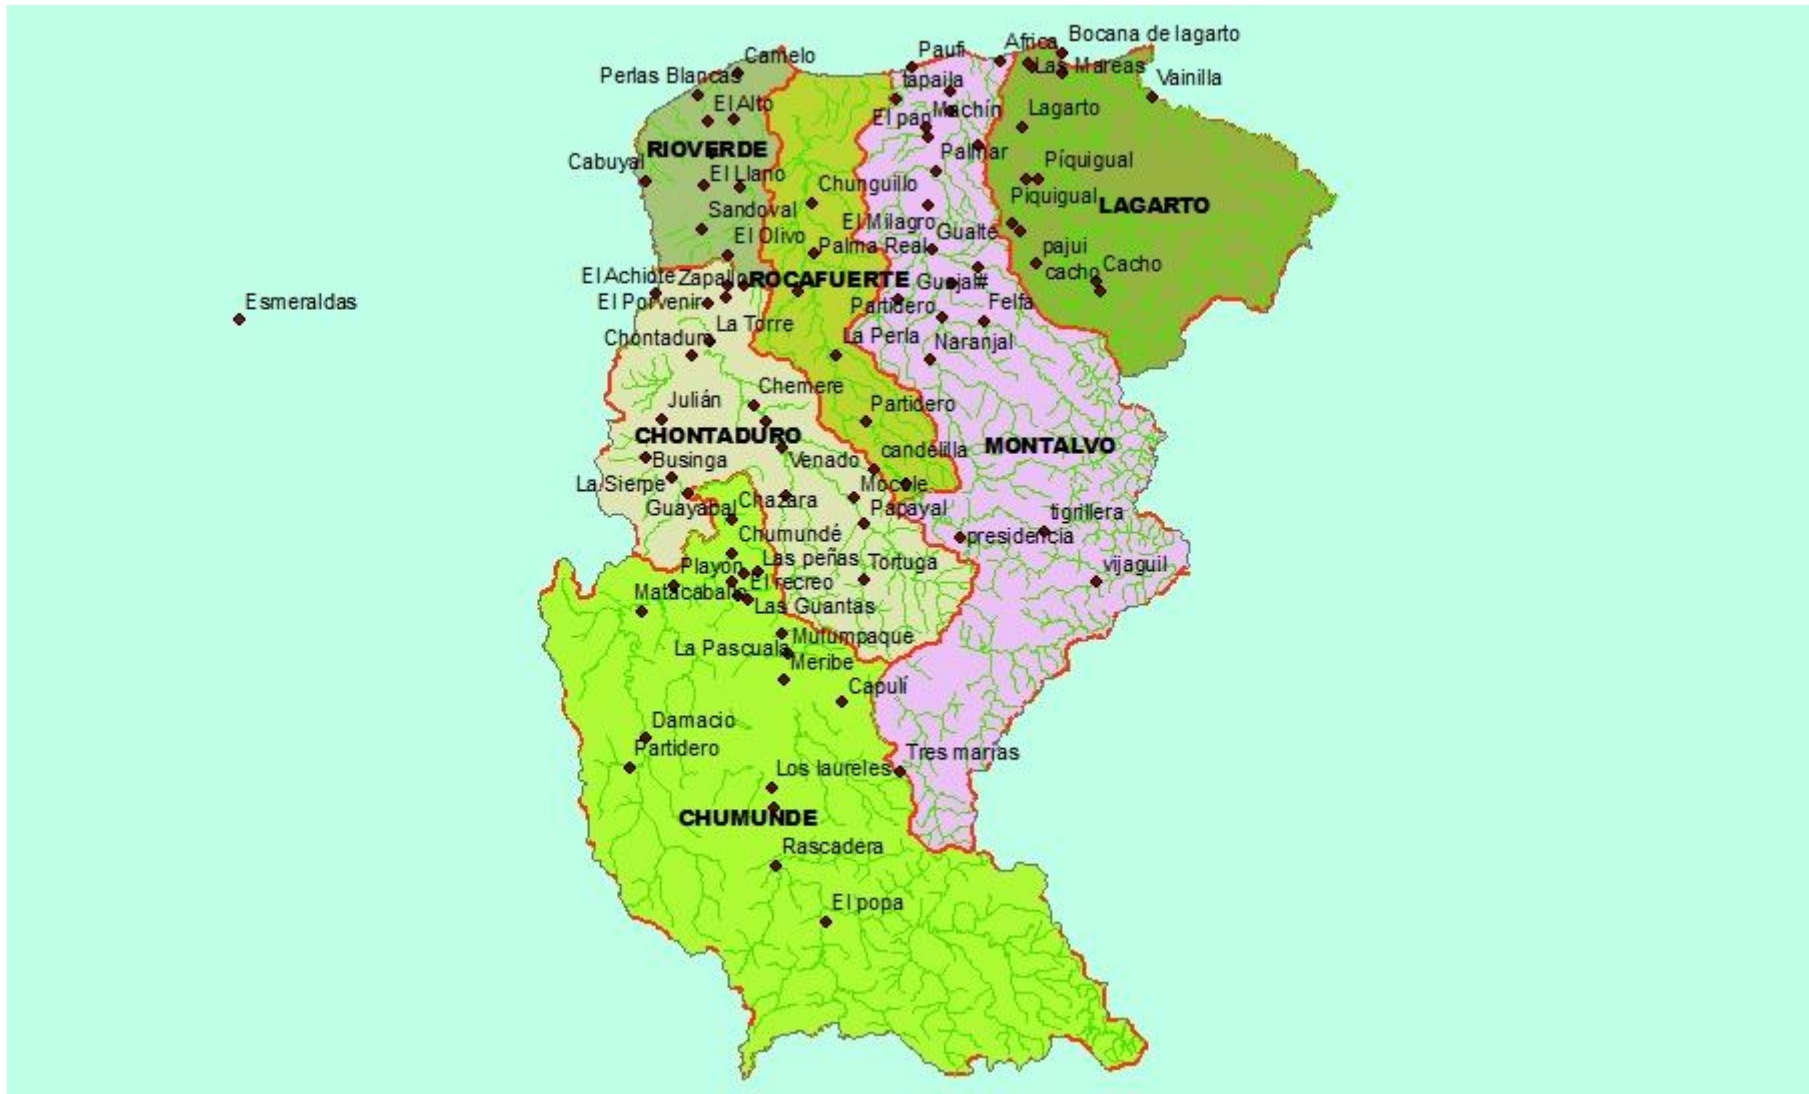 Bocana de lagarto
Africa
Paufi
Camelo
Las Mareas
Perlas Blancas
tapaila
Vainilla
El Alto
Machín
El pan
Lagarto
RIOVERDE
Palmar
Píquigual
Cabuyal
El Llano
Chunguillo
Piquigual
LAGARTO
Sandoval
El Milagro
Gualte
El Olivo
Palma Real
pajui
Cacho
cacho
El Achiote
Zapallo
ROCAFUERTE
Esmeraldas
El Porvenir
Partidero
Felfa
La Torre
Chontadur
La Perla
Naranjal
Chemere
Julián
Partidero
CHONTADURO
MONTALVO
candelilla
Businga
Venado
La Sierpe
Mocole
Chazara
Guayabal
Papayal
tigrillera
Chumundé
presidencia
Las peñas
Tortuga
vijaguil
Playon
El recreo
Matacaballo
Las Guantas
Mutumpaque
La Pascuala
Meribe
Capulí
Damacio
Partidero
Tres marias
Los laureles
CHUMUNDE
Rascadera
El popa